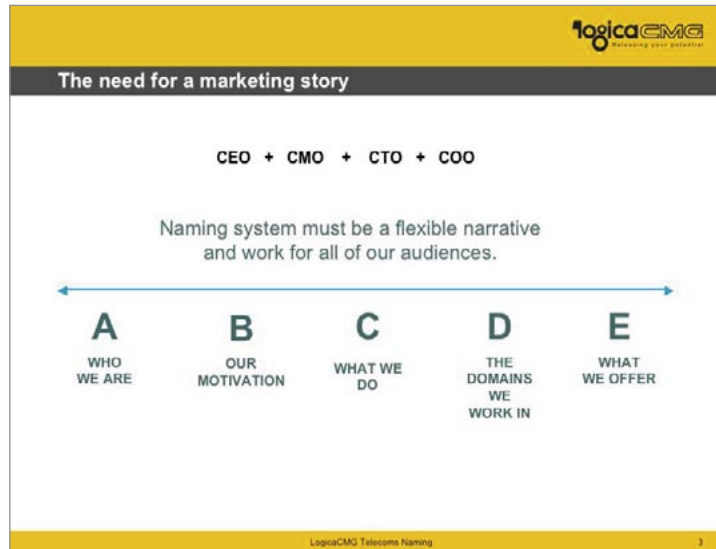 logicaCMG
Releasing your potential
The need for a marketing story
CEO + CMO + CTO + COO
Naming system must be a flexible narrative
and work for all of our audiences.
A B C D E
WHO
WE ARE
OUR
MOTIVATION
WHAT WE
DO
THE
DOMAINS
WE
WORK IN
WHAT
WE OFFER
LogicaCMG Telecoms Naming 3